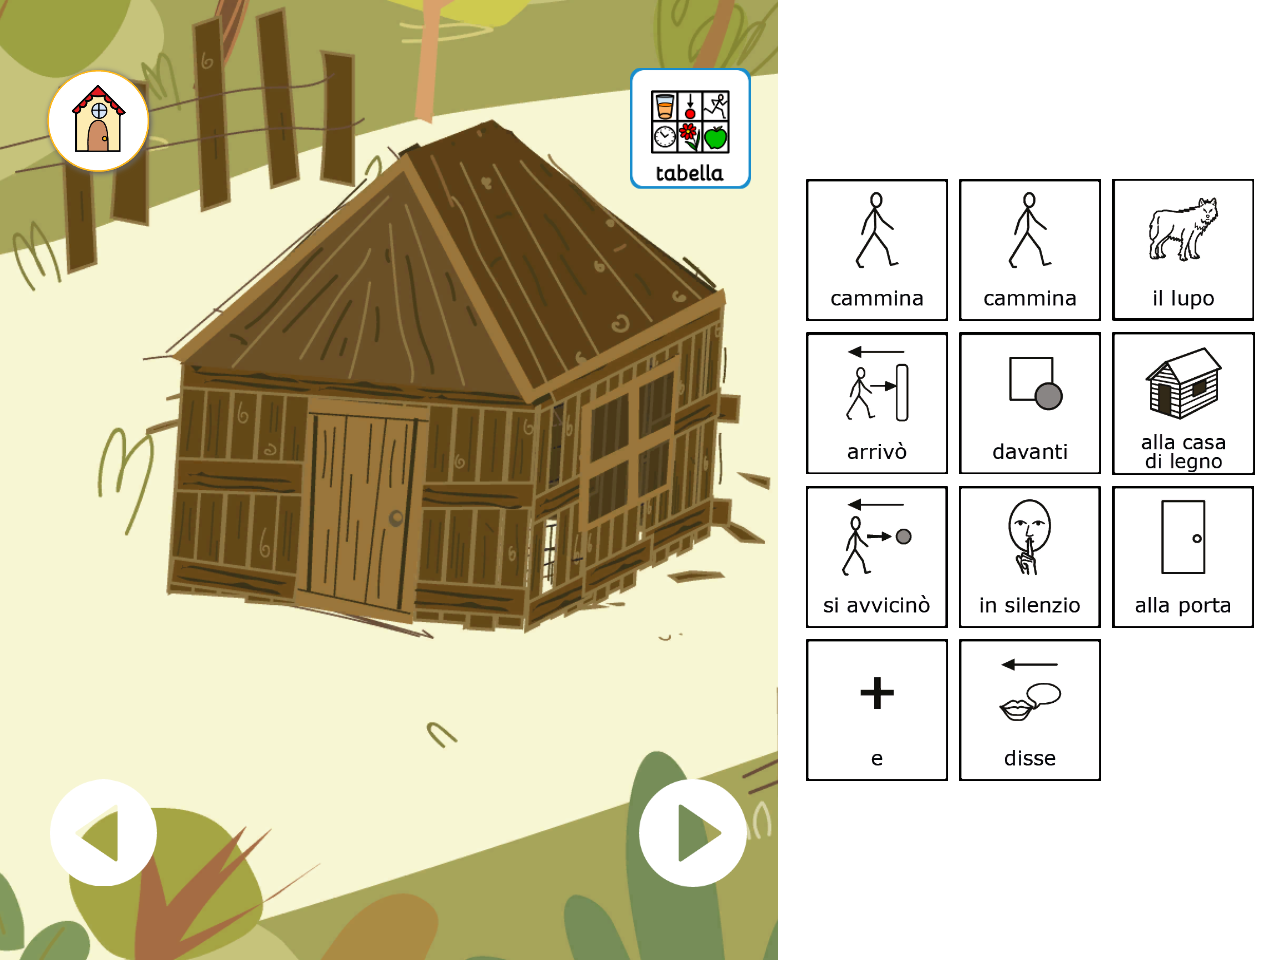 tabella
cammina
cammina
il lupo
arrivò
davanti
alla casa
di legno
si avvicinò
in silenzio
alla porta
e
disse